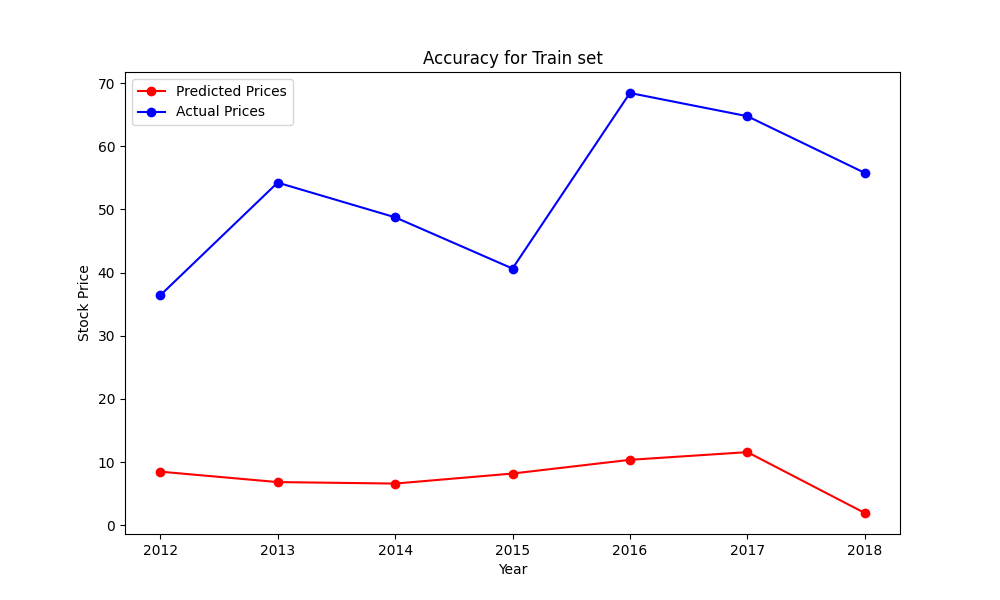 Accuracy for Train set
Predicted Prices
Actual Prices
70
60
50
40
30
20
10
0
Stock Price
2012 2013 2014 2015 2016 2017 2018
Year